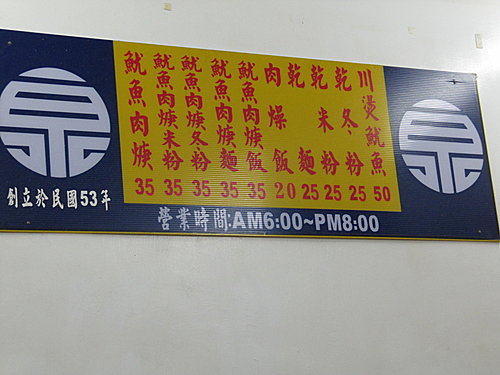 魷魚肉焿 35
魷魚肉焿米粉 35
魷魚肉焿冬粉 35
魷魚肉焿麵 35
魷魚肉焿飯 35
肉燥飯 20
乾麵 25
乾米粉 25
乾冬粉 25
川燙魷魚 50
創立於民國53年
營業時間:AM6:00~PM8:00